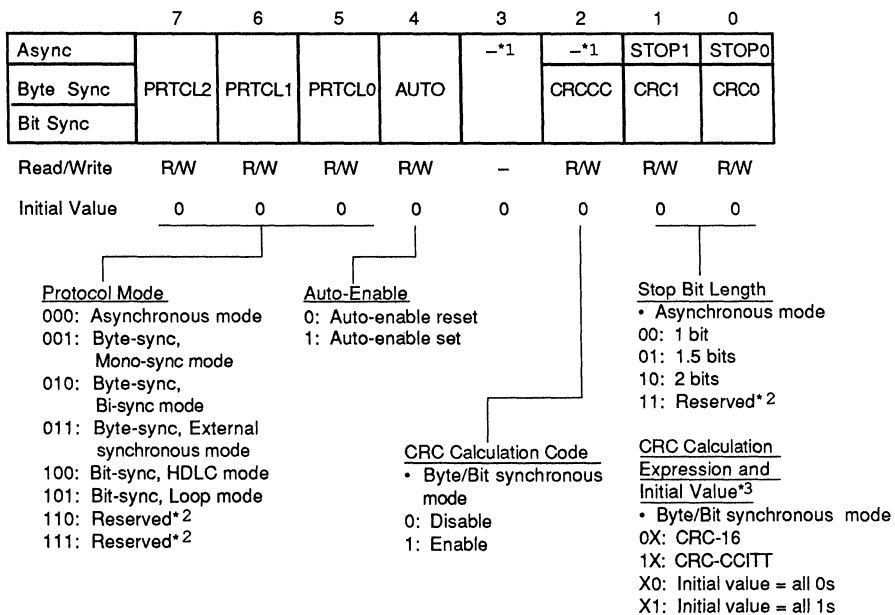 7 6 5 4 3 2 1 0
Async –*1 –*1 STOP1 STOP0
Byte Sync PRTCL2 PRTCL1 PRTCL0 AUTO CRCCC CRC1 CRC0
Bit Sync
Read/Write R/W R/W R/W R/W – R/W R/W R/W
Initial Value 0 0 0 0 0 0 0 0
Protocol Mode
000: Asynchronous mode
001: Byte-sync,
Mono-sync mode
010: Byte-sync,
Bi-sync mode
011: Byte-sync, External
synchronous mode
100: Bit-sync, HDLC mode
101: Bit-sync, Loop mode
110: Reserved*2
111: Reserved*2
Auto-Enable
0: Auto-enable reset
1: Auto-enable set
CRC Calculation Code
• Byte/Bit synchronous
mode
0: Disable
1: Enable
Stop Bit Length
• Asynchronous mode
00: 1 bit
01: 1.5 bits
10: 2 bits
11: Reserved*2
CRC Calculation
Expression and
Initial Value*3
• Byte/Bit synchronous mode
0X: CRC-16
1X: CRC-CCITT
X0: Initial value = all 0s
X1: Initial value = all 1s